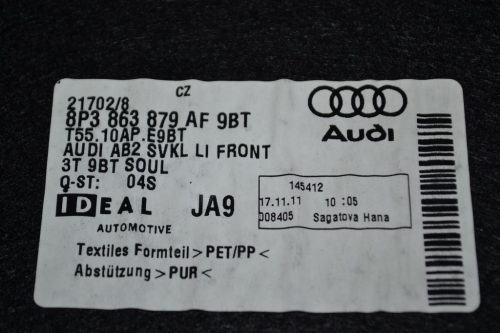 CZ
21702/8
8P3 863 879 AF 9BT
T55.10AP.E9BT
AUDI AB2 SVKL LI FRONT
3T 9BT SOUL
Q-ST: 04S
IDEAL JA9
AUTOMOTIVE
Textiles Formteil>PET/PP<
Abstützung>PUR<
Audi
145412
17.11.11 10:05
008405 Sagatova Hana